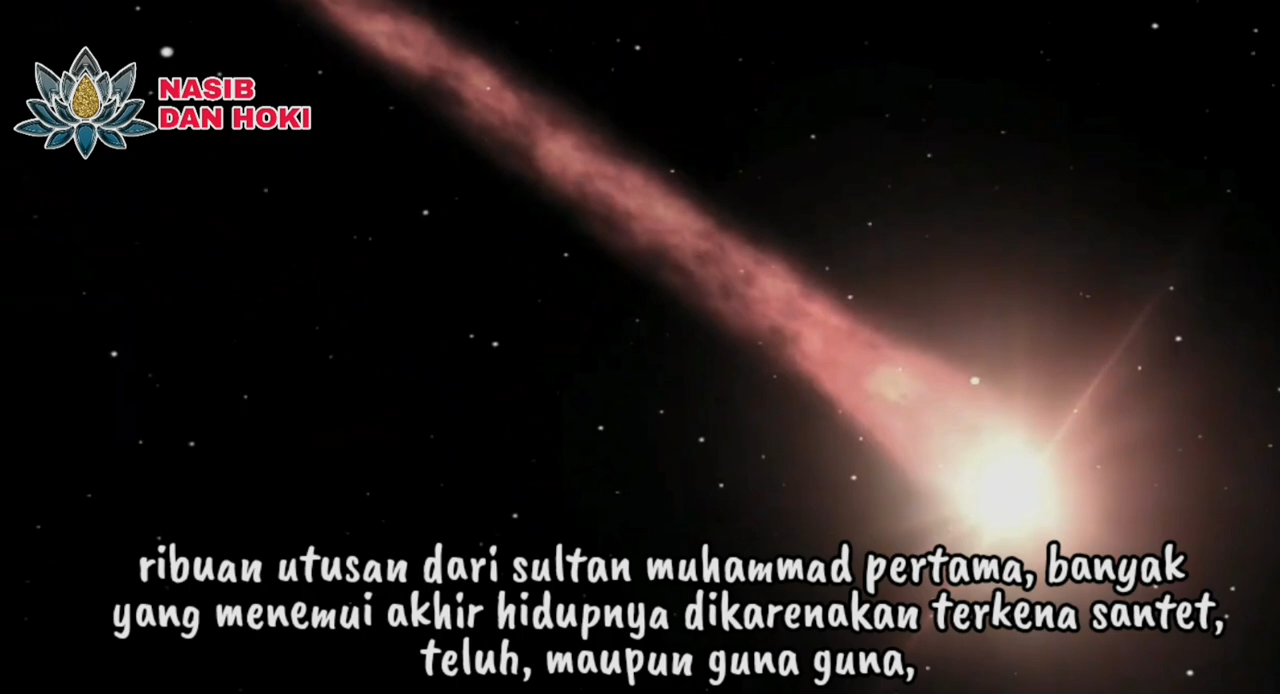 NASIB
DAN HOKI
ribuan utusan dari sultan muhammad pertama, banyak
yang menemui akhir hidupnya dikarenakan terkena santet,
teluh, maupun guna guna,